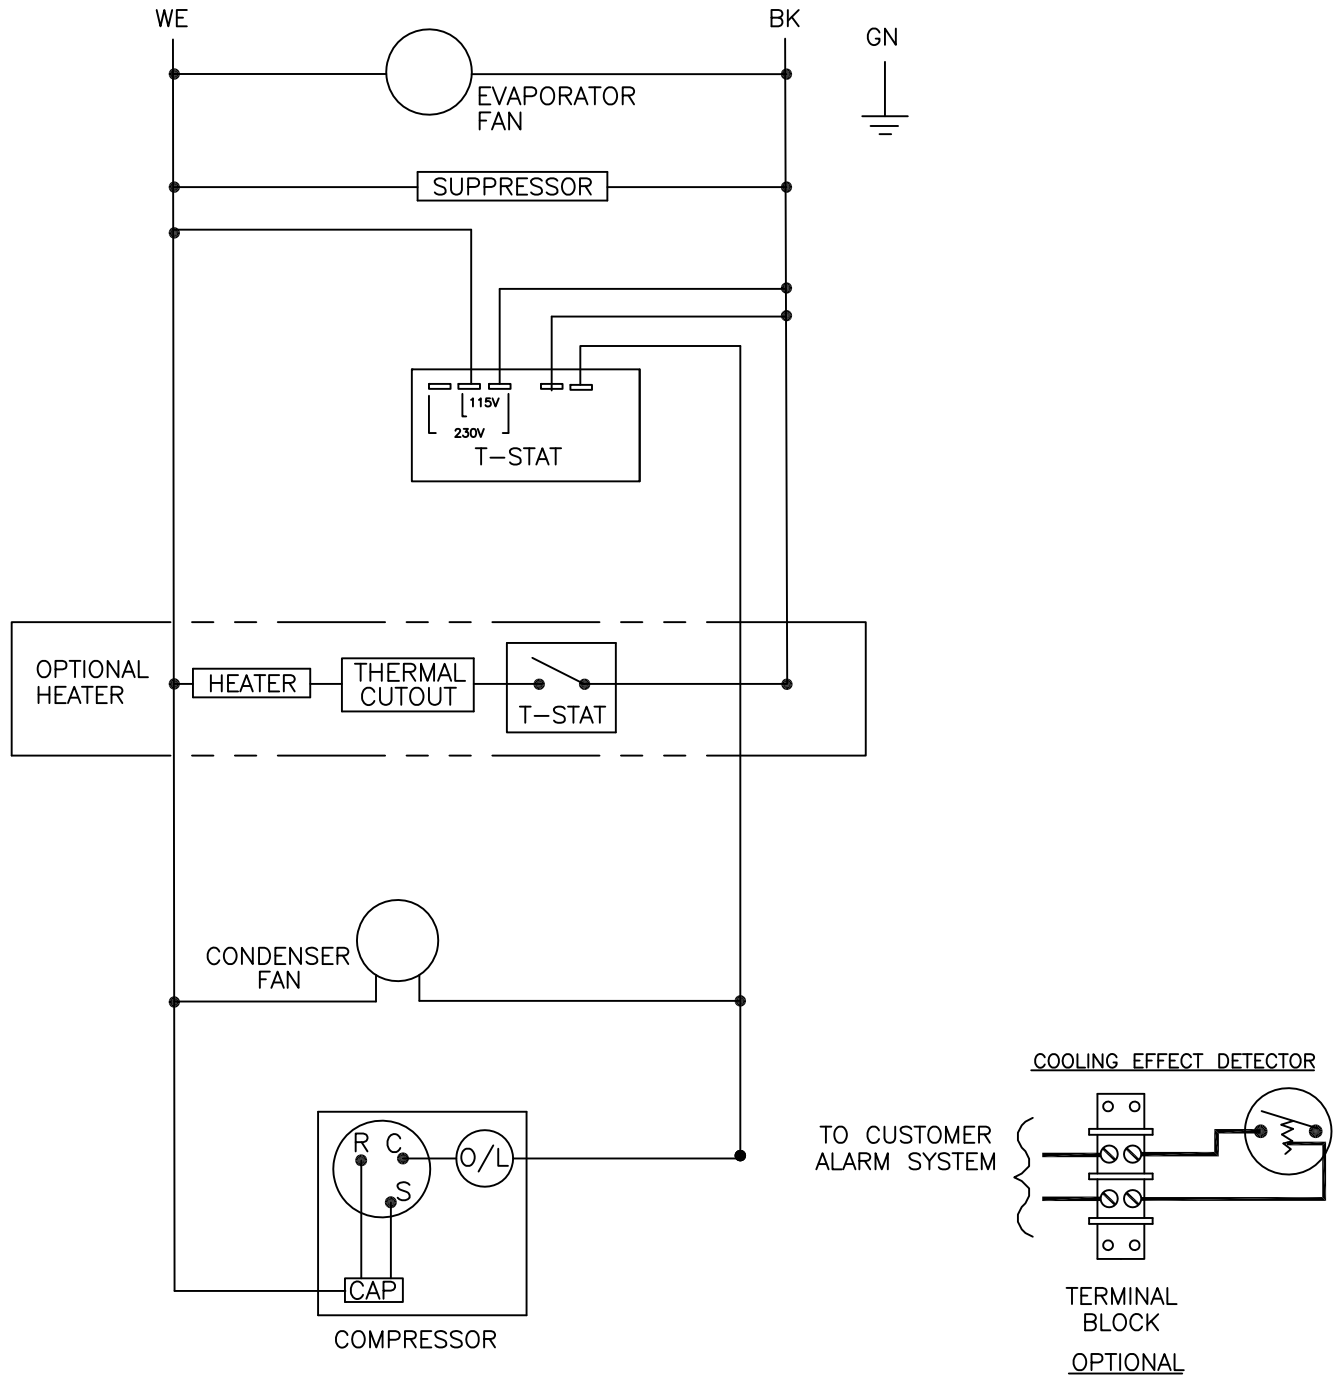 WE
BK
GN
EVAPORATOR
FAN
SUPPRESSOR
115V
230V
T-STAT
OPTIONAL
HEATER
HEATER
THERMAL
CUTOUT
T-STAT
CONDENSER
FAN
COOLING EFFECT DETECTOR
TO CUSTOMER
ALARM SYSTEM
R C
O/L
S
CAP
COMPRESSOR
TERMINAL
BLOCK
OPTIONAL